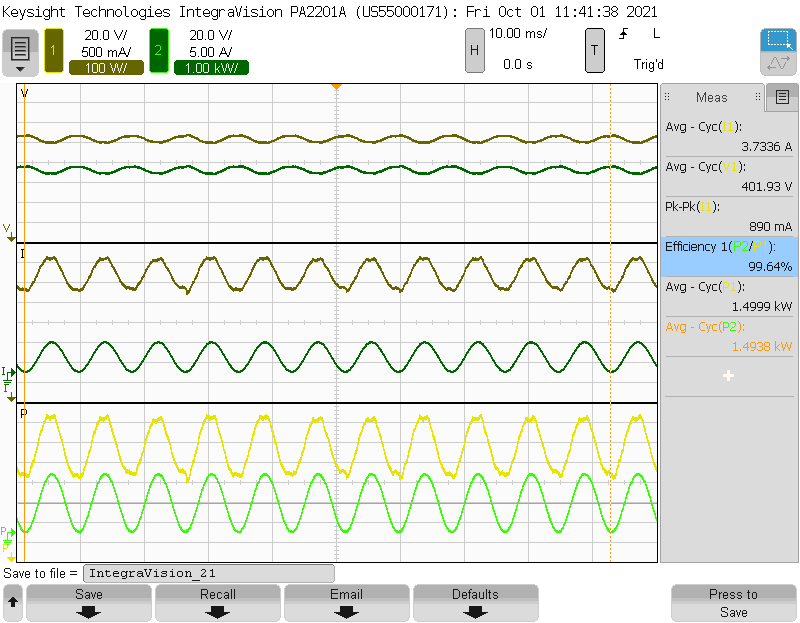 Keysight Technologies IntegraVision PA2201A (US55000171): Fri Oct 01 11:41:38 2021
1
20.0 V/
500 mA/
100 W/
2
20.0 V/
5.00 A/
1.00 kW/
H
10.00 ms/
0.0 s
T
L
Trig'd
V
V
I
I
I
P
P
P
Meas
Avg - Cyc(I1):
3.7336 A
Avg - Cyc(V1):
401.93 V
Pk-Pk(I1):
890 mA
Efficiency 1(P2/P1):
99.64%
Avg - Cyc(P1):
1.4999 kW
Avg - Cyc(P2):
1.4938 kW
Save to file = IntegraVision_21
Save
Recall
Email
Defaults
Press to
Save